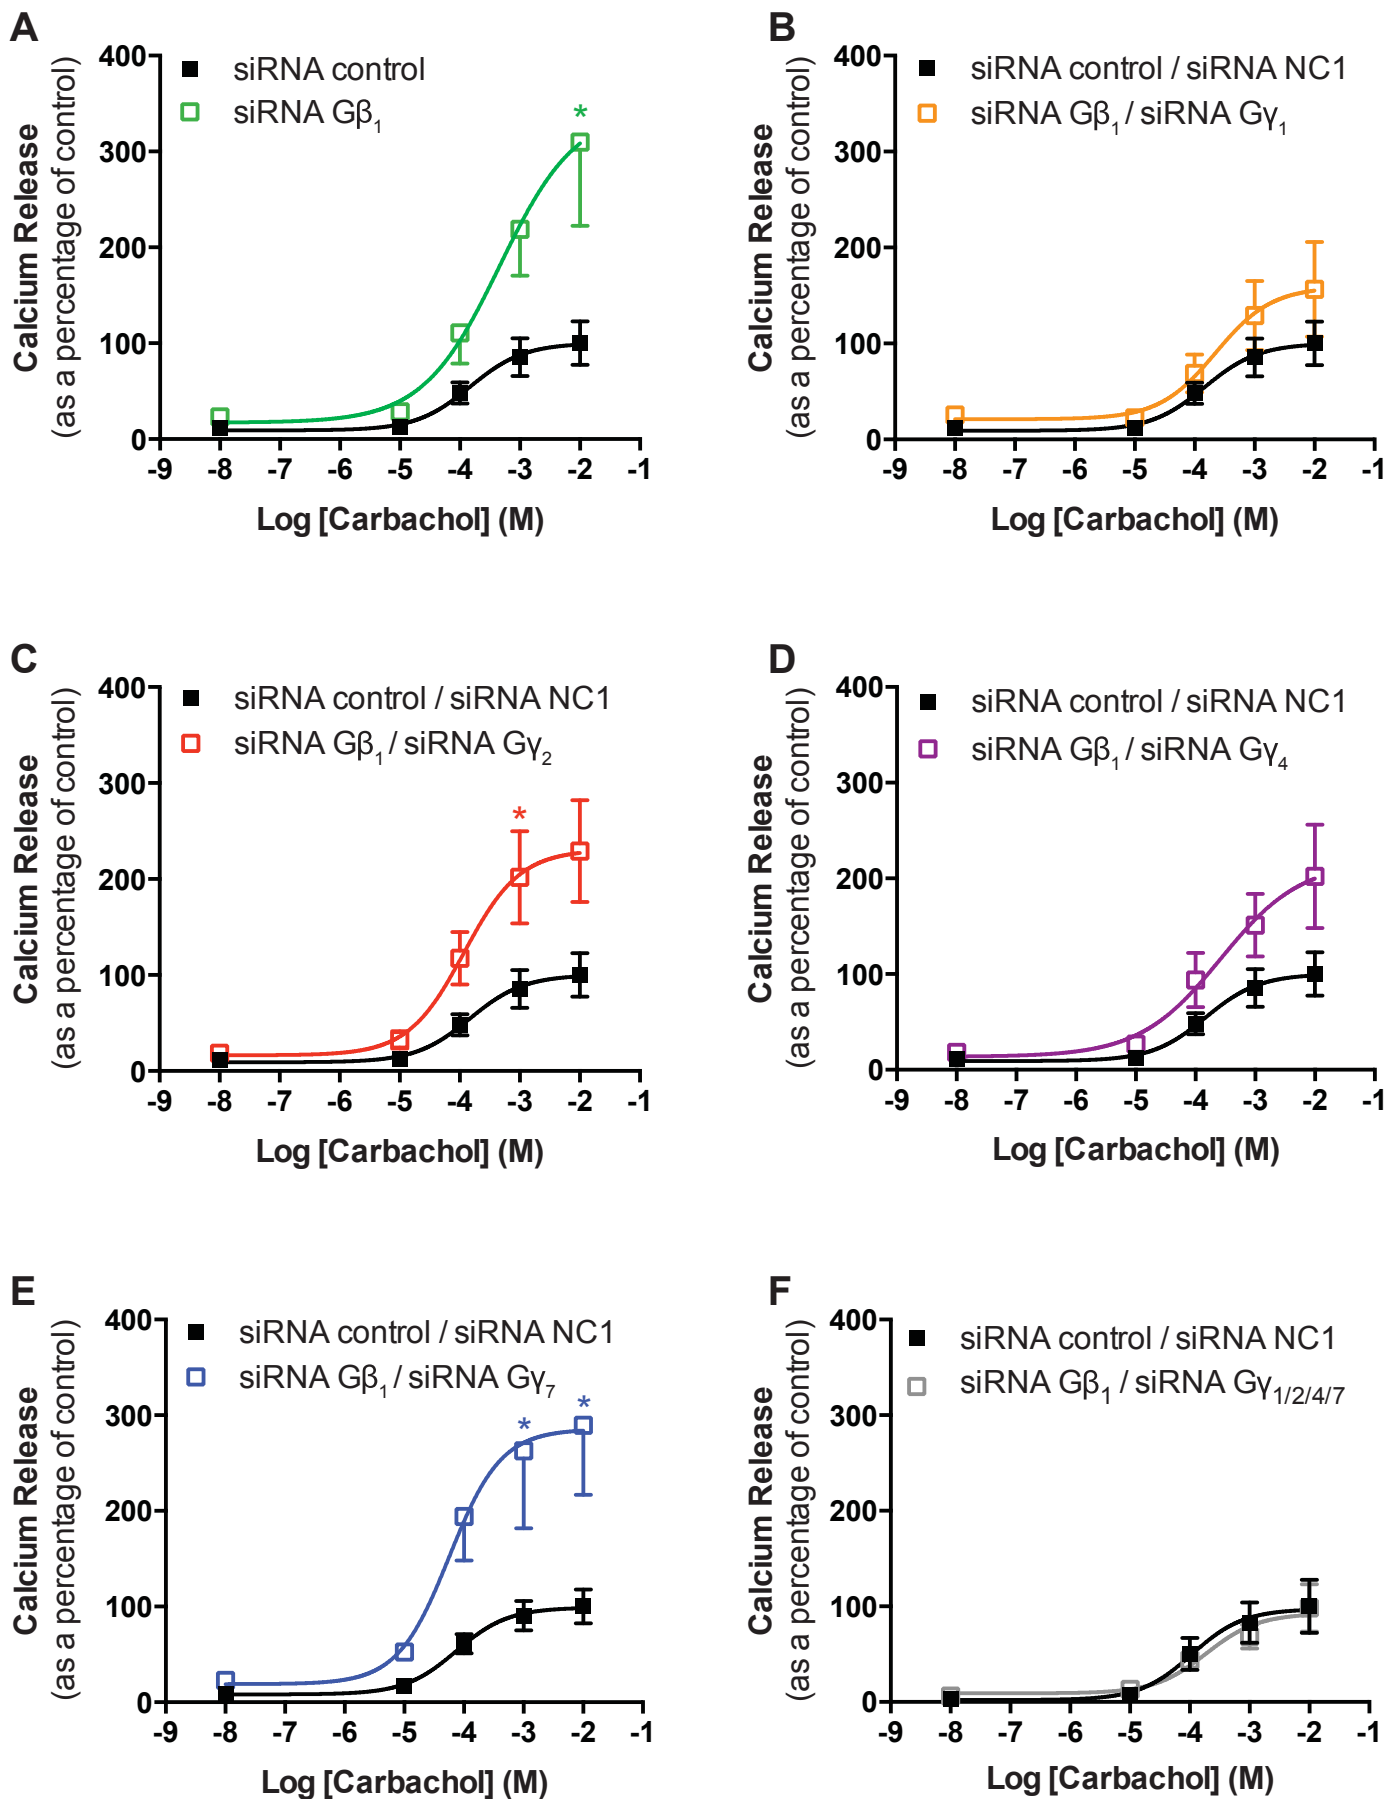 A
400
300
200
100
0
Calcium Release
(as a percentage of control)
siRNA control
siRNA Gβ₁
*
-9 -8 -7 -6 -5 -4 -3 -2 -1
Log [Carbachol] (M)
B
400
300
200
100
0
Calcium Release
(as a percentage of control)
siRNA control / siRNA NC1
siRNA Gβ₁ / siRNA Gγ₁
-9 -8 -7 -6 -5 -4 -3 -2 -1
Log [Carbachol] (M)
C
400
300
200
100
0
Calcium Release
(as a percentage of control)
siRNA control / siRNA NC1
siRNA Gβ₁ / siRNA Gγ₂
*
-9 -8 -7 -6 -5 -4 -3 -2 -1
Log [Carbachol] (M)
D
400
300
200
100
0
Calcium Release
(as a percentage of control)
siRNA control / siRNA NC1
siRNA Gβ₁ / siRNA Gγ₄
-9 -8 -7 -6 -5 -4 -3 -2 -1
Log [Carbachol] (M)
E
400
300
200
100
0
Calcium Release
(as a percentage of control)
siRNA control / siRNA NC1
siRNA Gβ₁ / siRNA Gγ₇
* *
-9 -8 -7 -6 -5 -4 -3 -2 -1
Log [Carbachol] (M)
F
400
300
200
100
0
Calcium Release
(as a percentage of control)
siRNA control / siRNA NC1
siRNA Gβ₁ / siRNA Gγ₁/₂/₄/₇
-9 -8 -7 -6 -5 -4 -3 -2 -1
Log [Carbachol] (M)